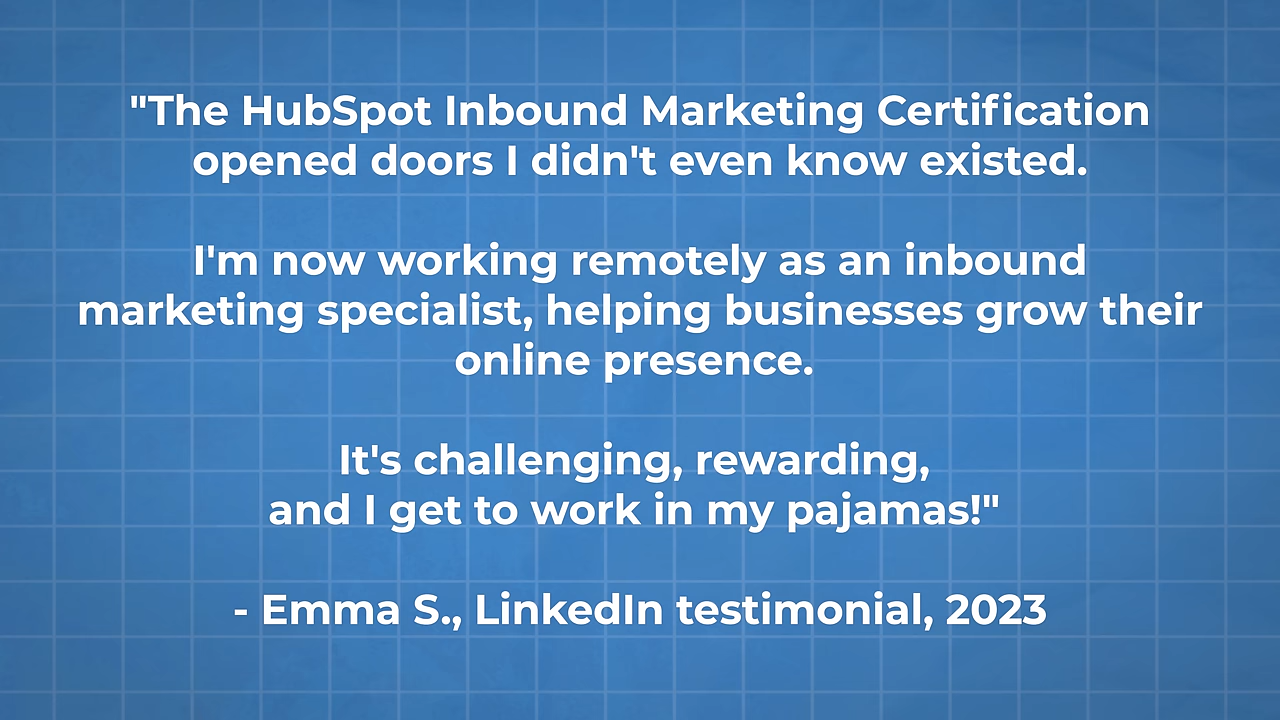 "The HubSpot Inbound Marketing Certification
opened doors I didn't even know existed.
I'm now working remotely as an inbound
marketing specialist, helping businesses grow their
online presence.
It's challenging, rewarding,
and I get to work in my pajamas!"
- Emma S., LinkedIn testimonial, 2023